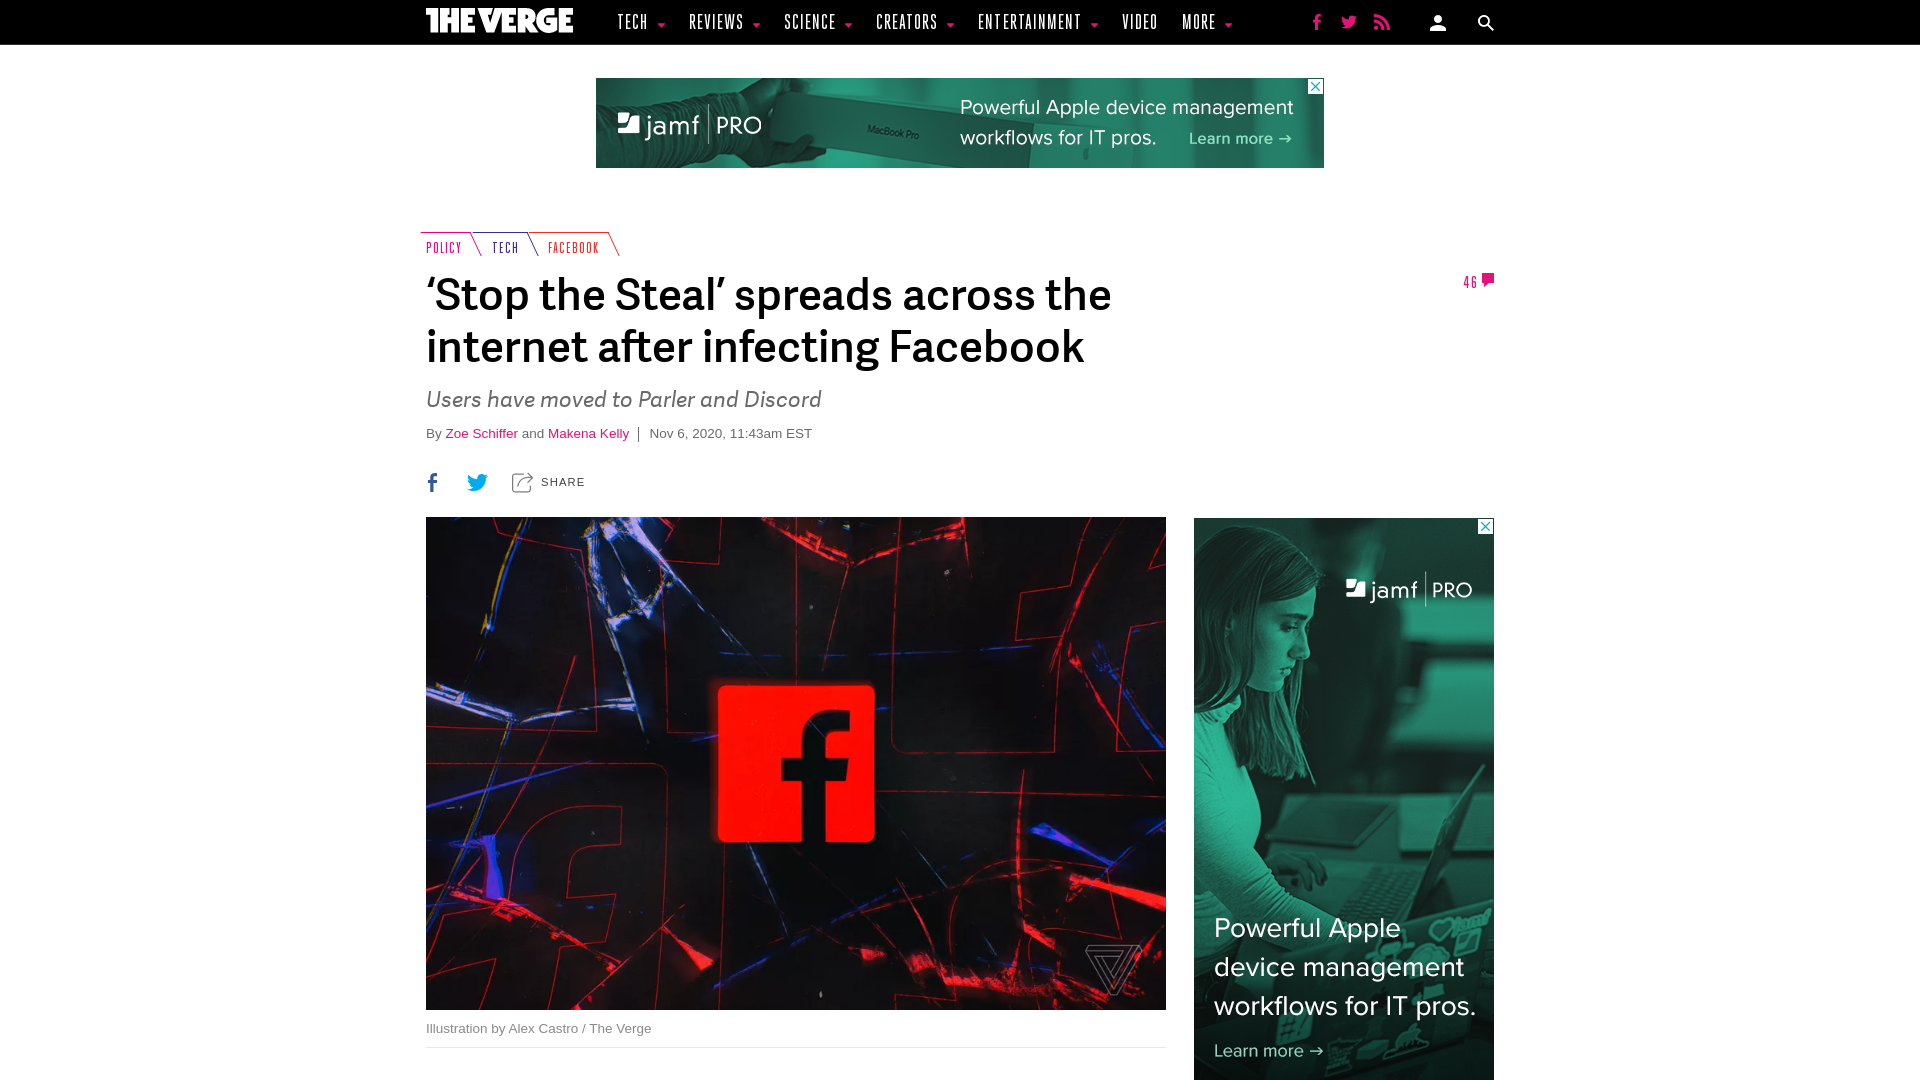 THE VERGE
TECH REVIEWS SCIENCE CREATORS ENTERTAINMENT VIDEO MORE
jamf PRO
MacBook Pro
Powerful Apple device management
workflows for IT pros. Learn more →
POLICY TECH FACEBOOK
‘Stop the Steal’ spreads across the
internet after infecting Facebook
46
Users have moved to Parler and Discord
By Zoe Schiffer and Makena Kelly | Nov 6, 2020, 11:43am EST
SHARE
Illustration by Alex Castro / The Verge
jamf PRO
Powerful Apple
device management
workflows for IT pros.
Learn more →